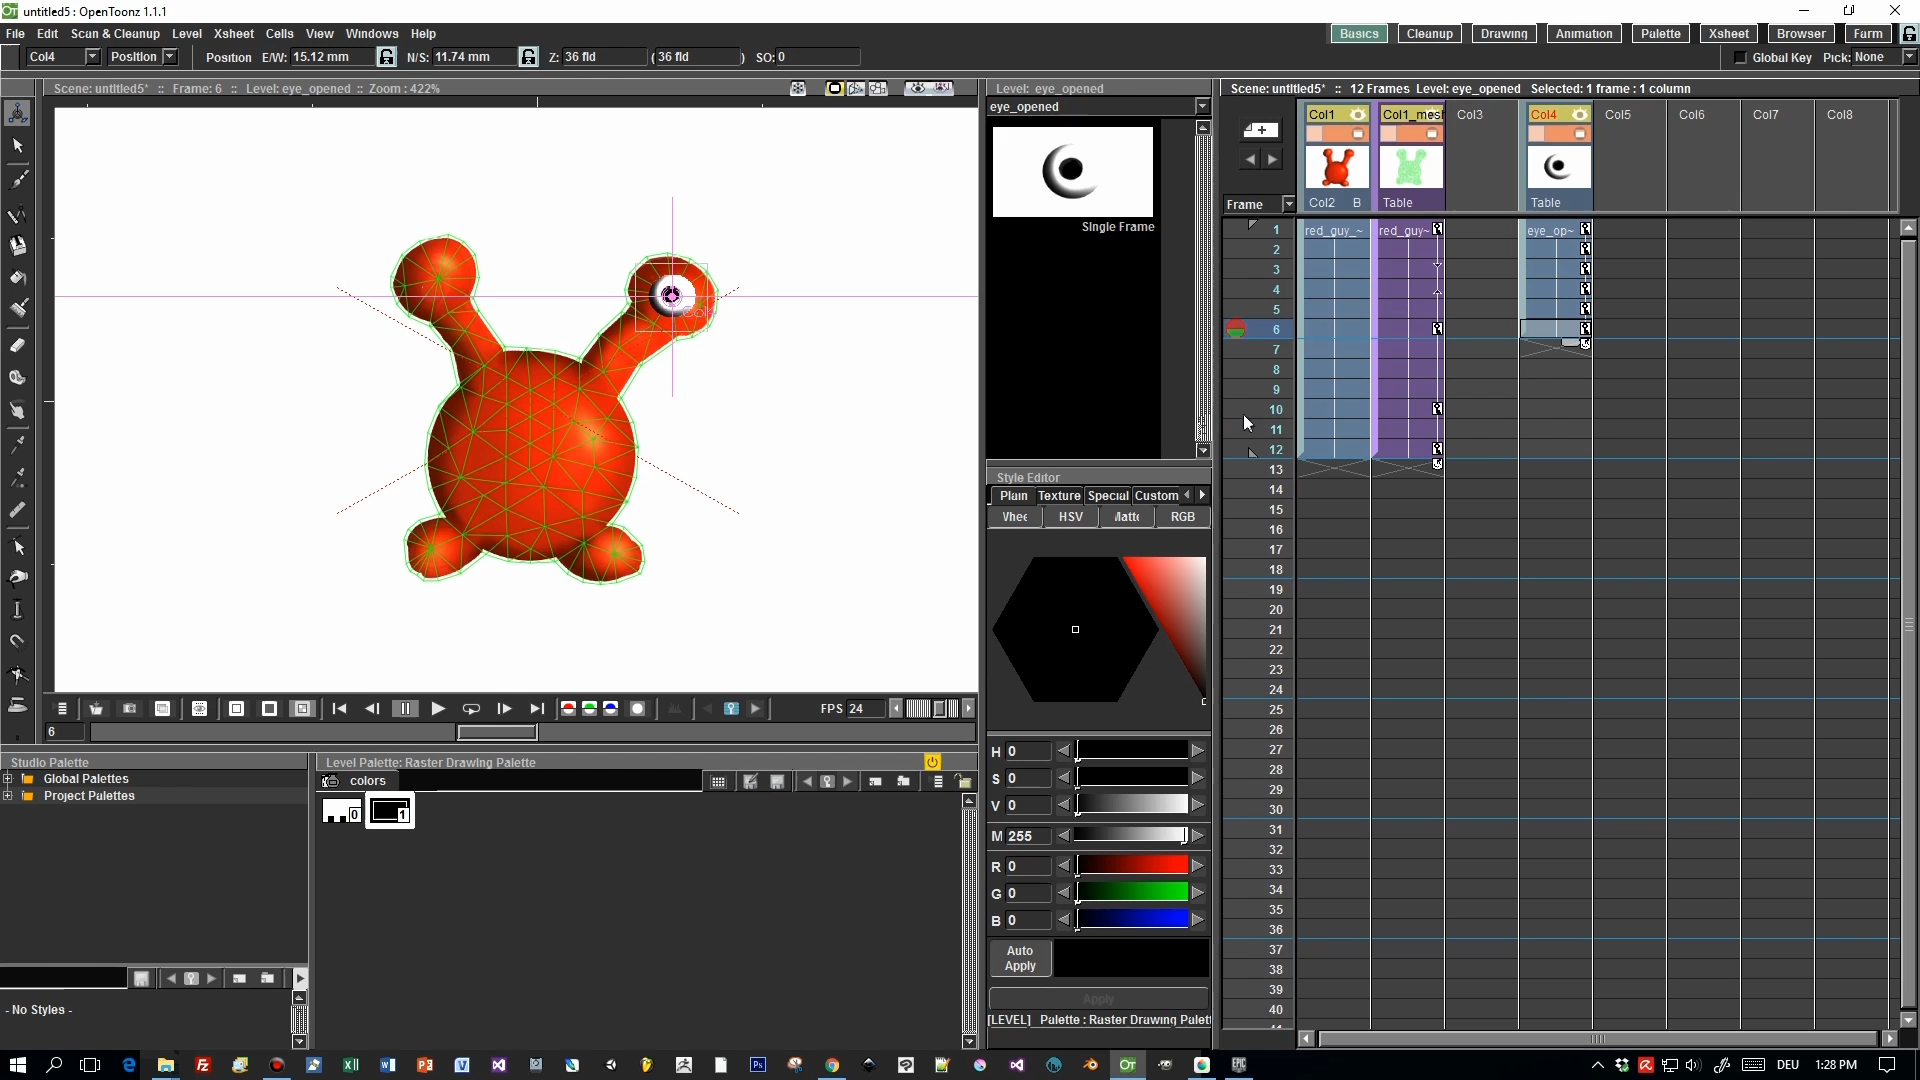 untitled5 : OpenToonz 1.1.1
File Edit Scan & Cleanup Level Xsheet Cells View Windows Help
Basics Cleanup Drawing Animation Palette Xsheet Browser Farm
Col4 Position Position E/W: 15.12 mm N/S: 11.74 mm Z: 36 fld ( 36 fld ) SO: 0
Global Key Pick: None
Scene: untitled5* :: Frame: 6 :: Level: eye_opened :: Zoom : 422%
Level: eye_opened
Scene: untitled5* :: 12 Frames Level: eye_opened Selected: 1 frame : 1 column
eye_opened
Single Frame
Col1 Col1_mesh Col3 Col4 Col5 Col6 Col7 Col8
Frame Col2 B Table Table
red_guy_~ red_guy~ eye_op~
1
2
3
4
5
6
7
8
9
10
11
12
13
14
15
16
17
18
19
20
21
22
23
24
25
26
27
28
29
30
31
32
33
34
35
36
37
38
39
40
Style Editor
Plain Texture Special Custom
Whee HSV Matte RGB
FPS 24
6
H 0
S 0
V 0
M 255
R 0
G 0
B 0
Auto Apply
Apply
[LEVEL] Palette : Raster Drawing Palett
Studio Palette
Global Palettes
Project Palettes
- No Styles -
Level Palette: Raster Drawing Palette
colors
0 1
DEU 1:28 PM